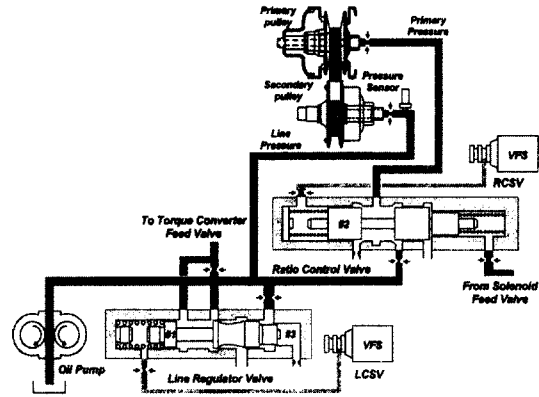 Primary
pulley
Primary
Pressure
Secondary
pulley
Pressure
Sensor
Line
Pressure
VFS
RCSV
To Torque Converter
Feed Valve
#2
Ratio Control Valve
From Solenoid
Feed Valve
#1
#3
VFS
Oil Pump
Line Regulator Valve
LCSV